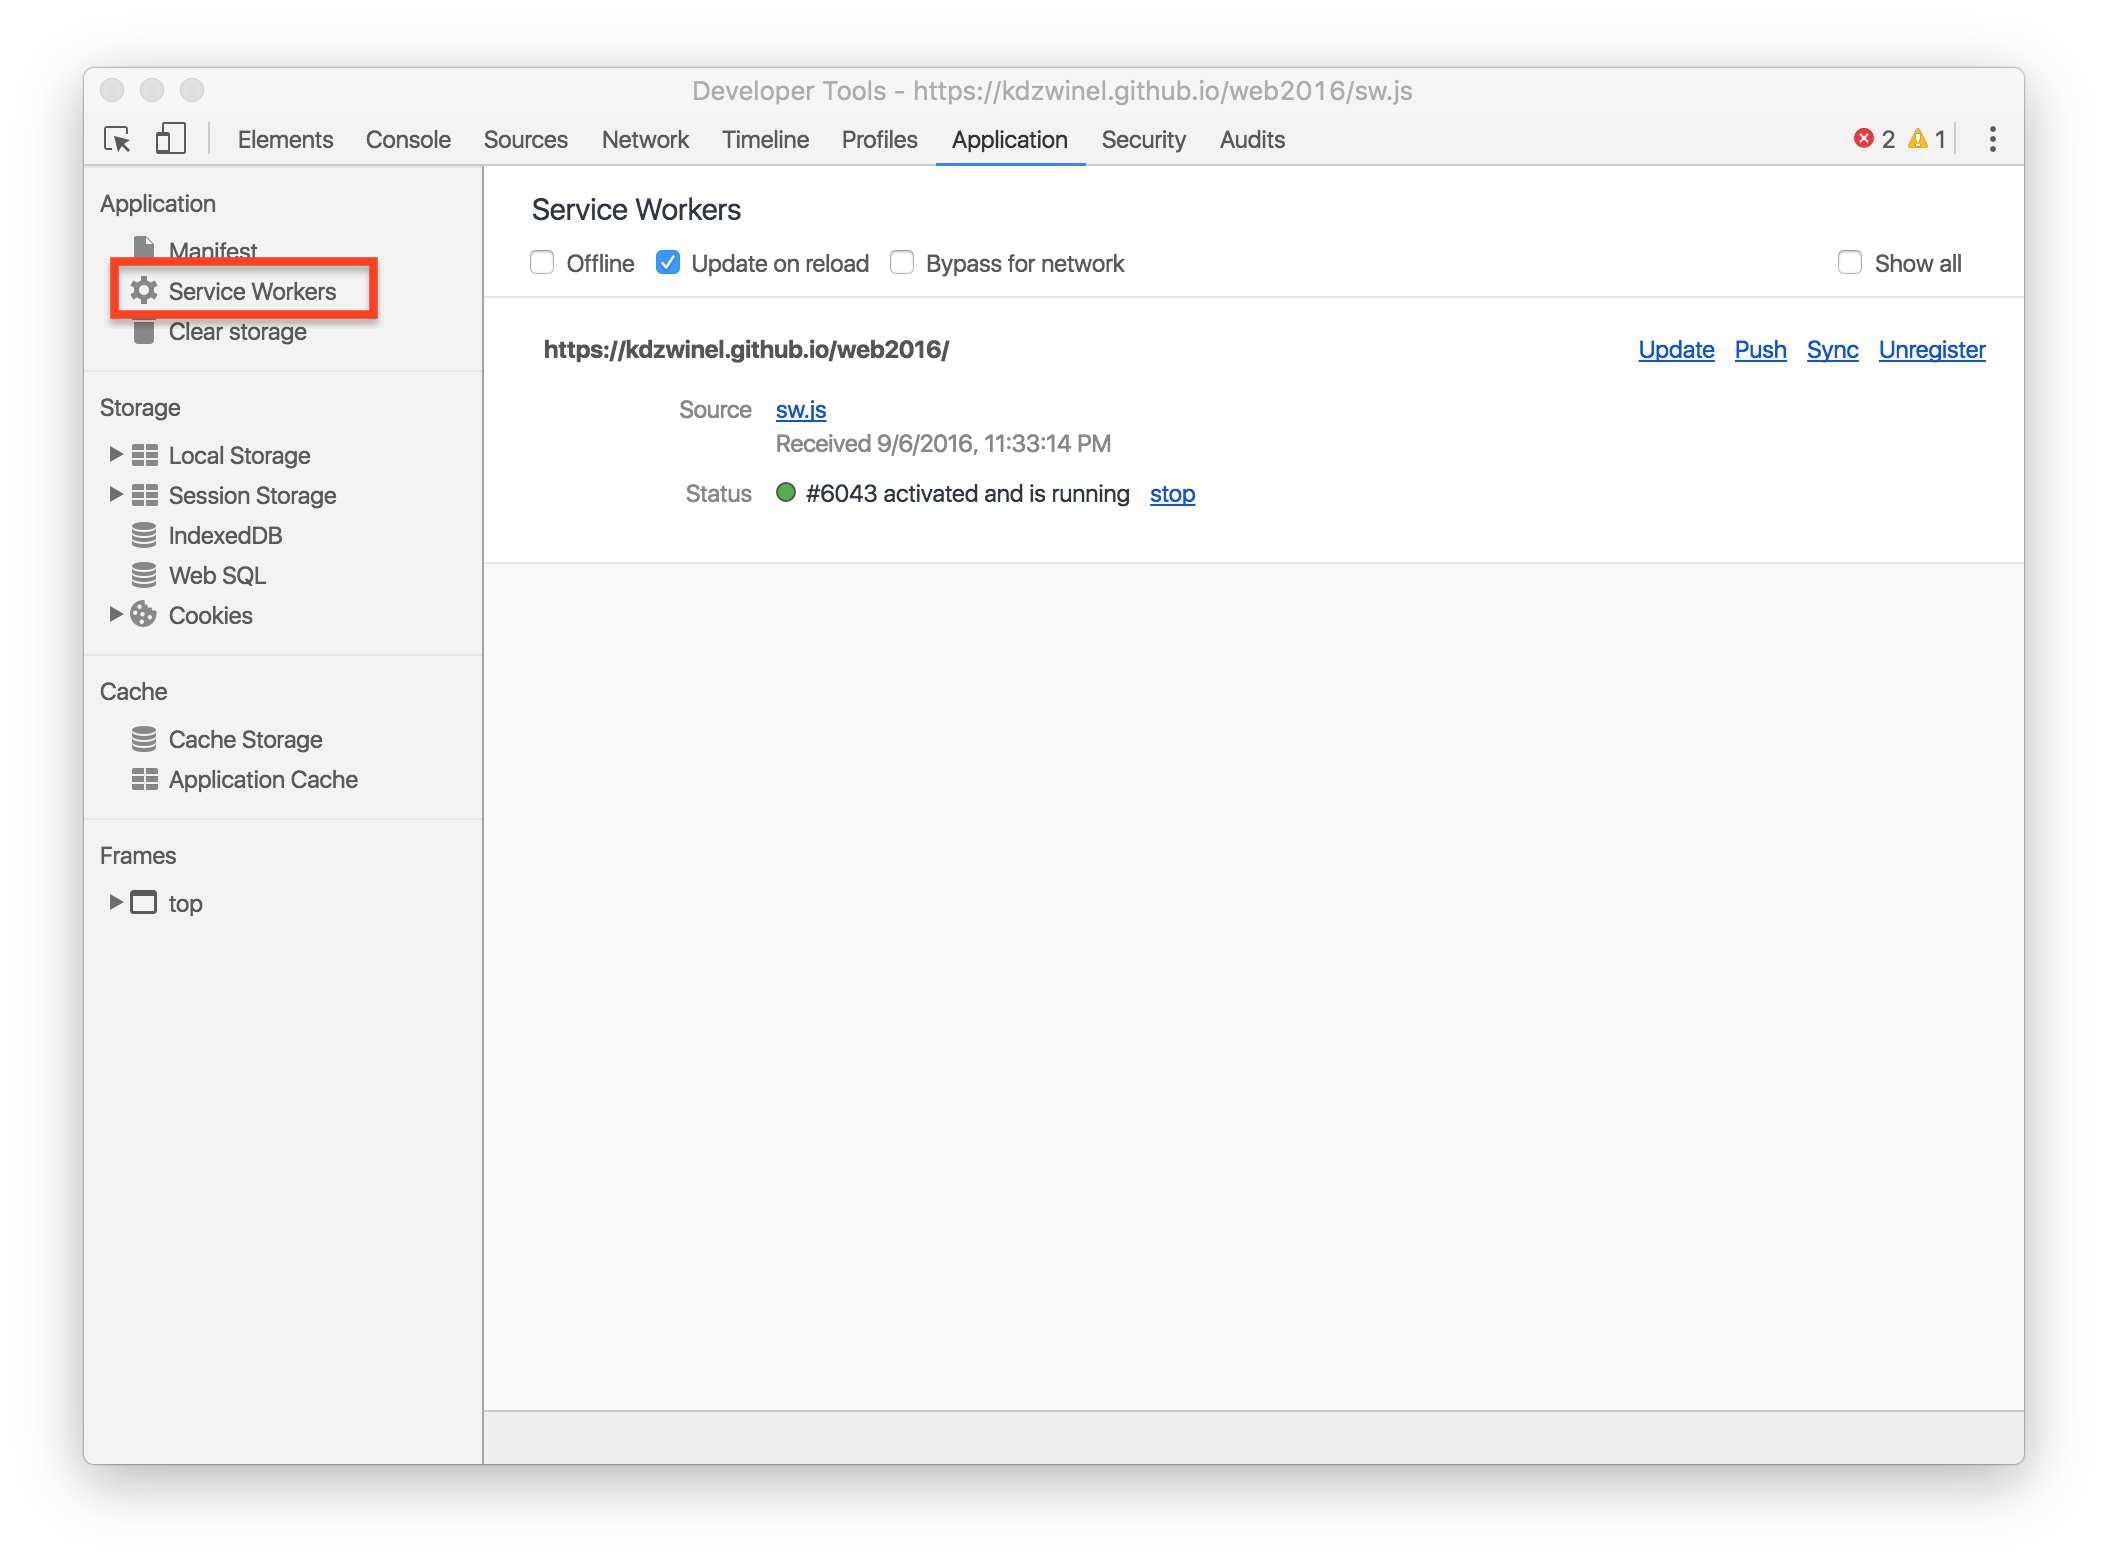 Developer Tools - https://kdzwinel.github.io/web2016/sw.js
Elements Console Sources Network Timeline Profiles Application Security Audits 2 1
Application
Manifest
Service Workers
Clear storage
Storage
Local Storage
Session Storage
IndexedDB
Web SQL
Cookies
Cache
Cache Storage
Application Cache
Frames
top
Service Workers
Offline Update on reload Bypass for network Show all
https://kdzwinel.github.io/web2016/ Update Push Sync Unregister
Source sw.js
Received 9/6/2016, 11:33:14 PM
Status #6043 activated and is running stop